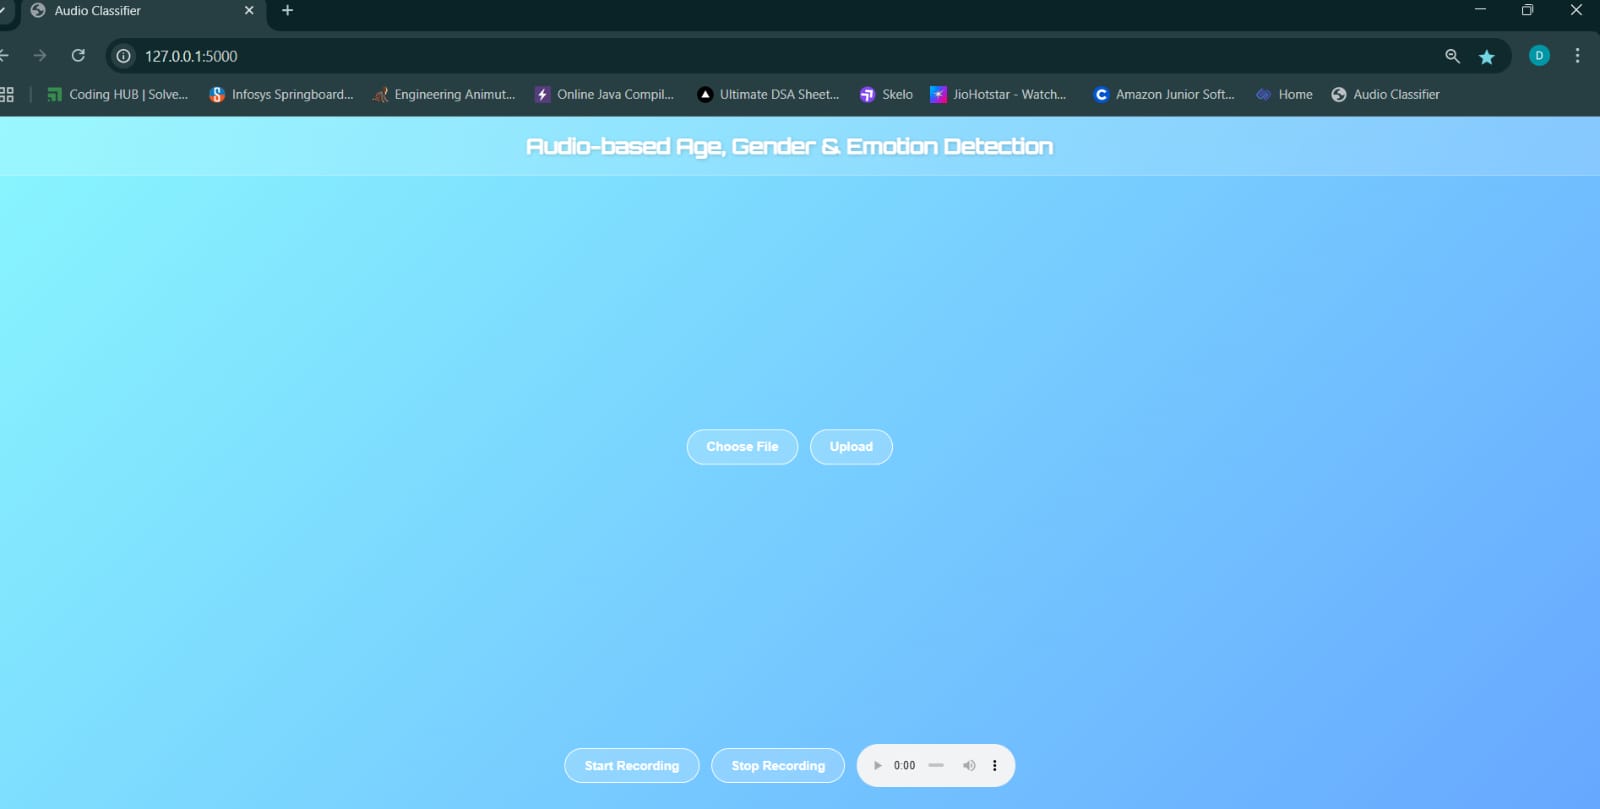 Audio Classifier
127.0.0.1:5000
D
Coding HUB | Solve... Infosys Springboard... Engineering Animut... Online Java Compil... Ultimate DSA Sheet... Skelo JioHotstar - Watch... Amazon Junior Soft... Home Audio Classifier
Audio-based Age, Gender & Emotion Detection
Choose File Upload
Start Recording Stop Recording 0:00